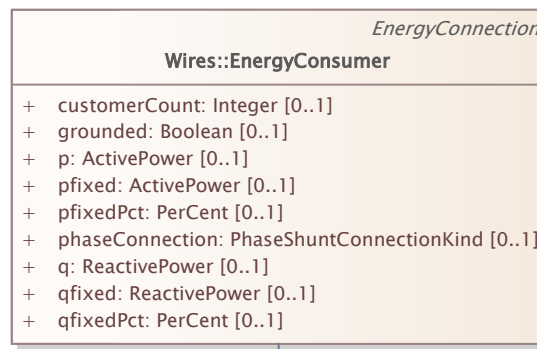 EnergyConnection
Wires::EnergyConsumer
+ customerCount: Integer [0..1]
+ grounded: Boolean [0..1]
+ p: ActivePower [0..1]
+ pfixed: ActivePower [0..1]
+ pfixedPct: PerCent [0..1]
+ phaseConnection: PhaseShuntConnectionKind [0..1]
+ q: ReactivePower [0..1]
+ qfixed: ReactivePower [0..1]
+ qfixedPct: PerCent [0..1]